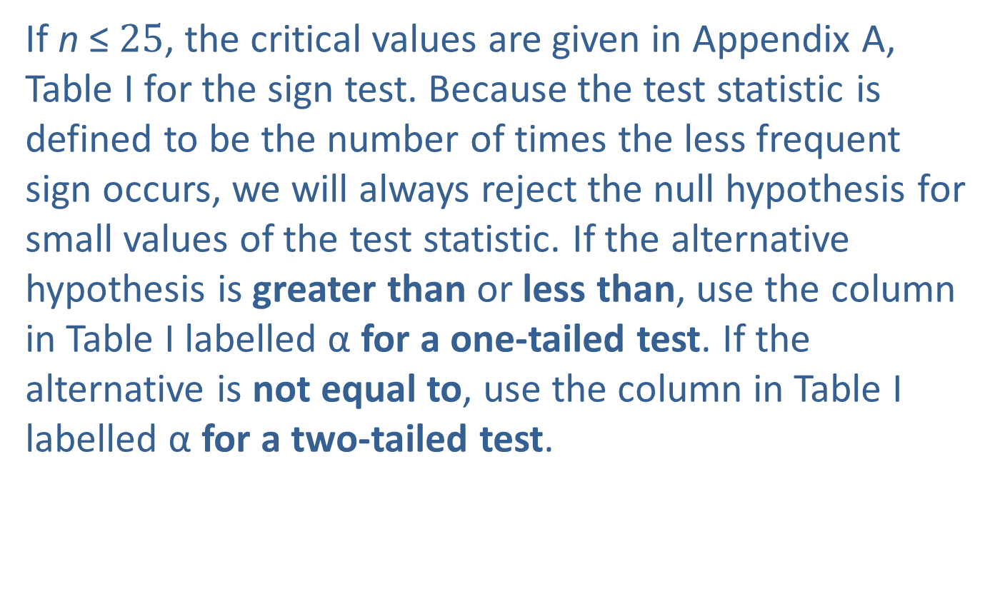 If n ≤ 25, the critical values are given in Appendix A,
Table I for the sign test. Because the test statistic is
defined to be the number of times the less frequent
sign occurs, we will always reject the null hypothesis for
small values of the test statistic. If the alternative
hypothesis is greater than or less than, use the column
in Table I labelled α for a one-tailed test. If the
alternative is not equal to, use the column in Table I
labelled α for a two-tailed test.